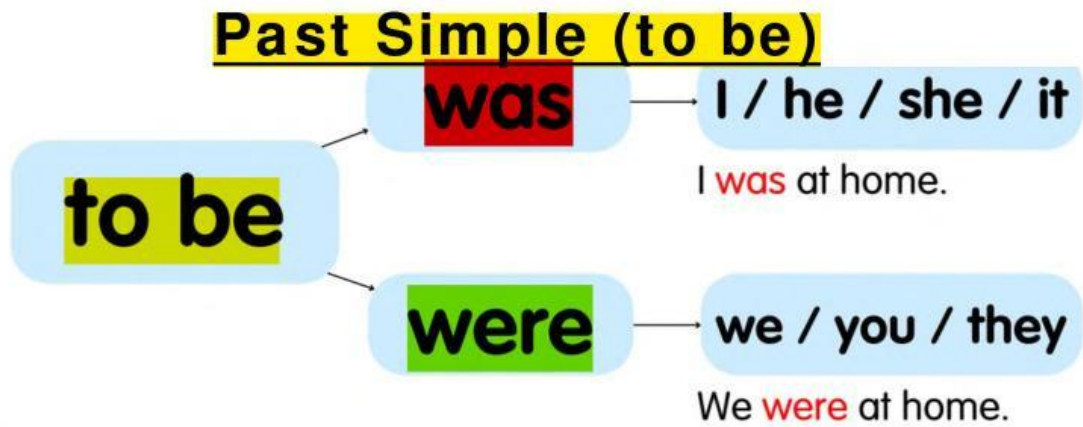 Past Simple (to be)
was
I / he / she / it
I was at home.
to be
were
we / you / they
We were at home.